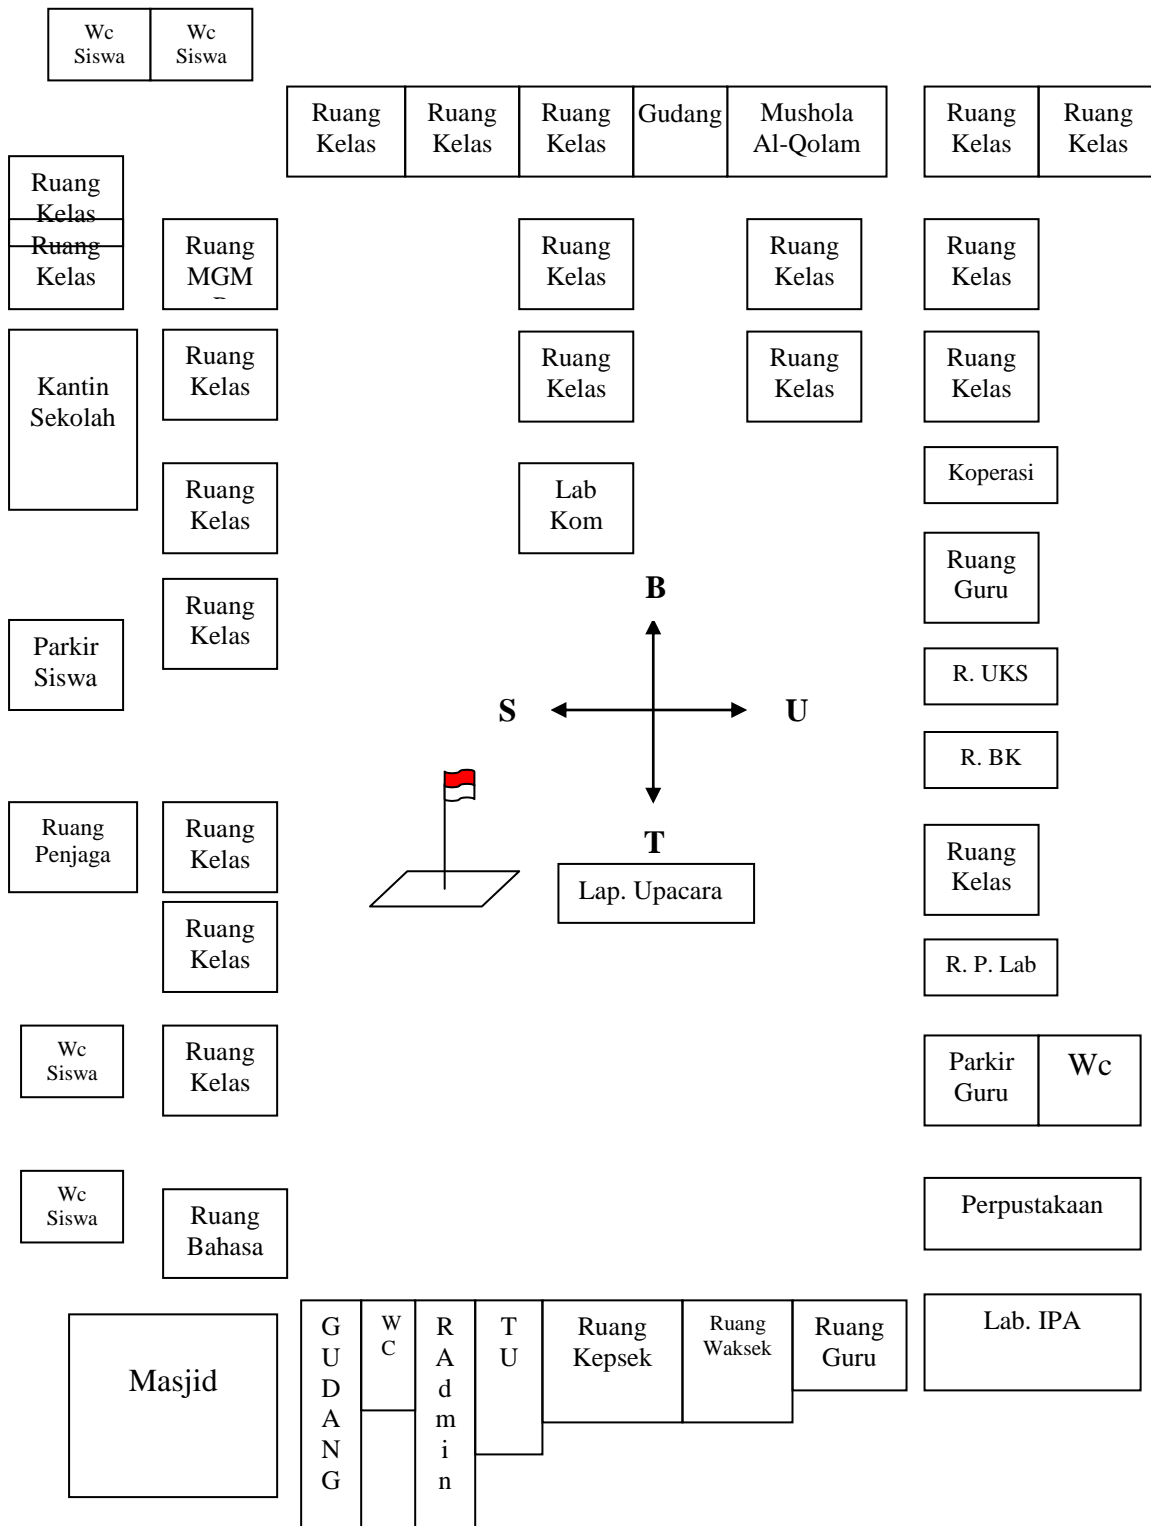 Wc
Siswa
Wc
Siswa
Ruang
Kelas
Ruang
Kelas
Ruang
Kelas
Gudang
Mushola
Al-Qolam
Ruang
Kelas
Ruang
Kelas
Ruang
Kelas
Ruang
Kelas
Ruang
MGM
Ruang
Kelas
Ruang
Kelas
Ruang
Kelas
Kantin
Sekolah
Ruang
Kelas
Ruang
Kelas
Ruang
Kelas
Ruang
Kelas
Koperasi
Ruang
Kelas
Lab
Kom
Ruang
Guru
B
Ruang
Kelas
Parkir
Siswa
R. UKS
S
U
R. BK
T
Ruang
Penjaga
Ruang
Kelas
Ruang
Kelas
Lap. Upacara
Ruang
Kelas
R. P. Lab
Wc
Siswa
Ruang
Kelas
Parkir
Guru
Wc
Wc
Siswa
Ruang
Bahasa
Perpustakaan
Masjid
G
U
D
A
N
G
W
C
R
A
d
m
i
n
T
U
Ruang
Kepsek
Ruang
Waksek
Ruang
Guru
Lab. IPA